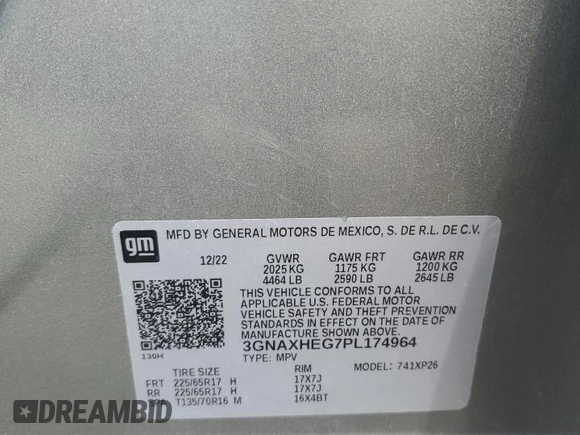 gm MFD BY GENERAL MOTORS DE MEXICO, S. DE R.L. DE C.V.
12/22 GVWR GAWR FRT GAWR RR
2025 KG 1175 KG 1200 KG
4464 LB 2590 LB 2645 LB
THIS VEHICLE CONFORMS TO ALL
APPLICABLE U.S. FEDERAL MOTOR
VEHICLE SAFETY AND THEFT PREVENTION
STANDARDS IN EFFECT ON THE DATE OF
MANUFACTURE SHOWN ABOVE.
3GNAXHEG7PL174964
130H TYPE: MPV MODEL: 741XP26
TIRE SIZE RIM
FRT 225/65R17 H 17X7J
RR 225/65R17 H 17X7J
T135/70R16 M 16X4BT
DREAMBID .COM